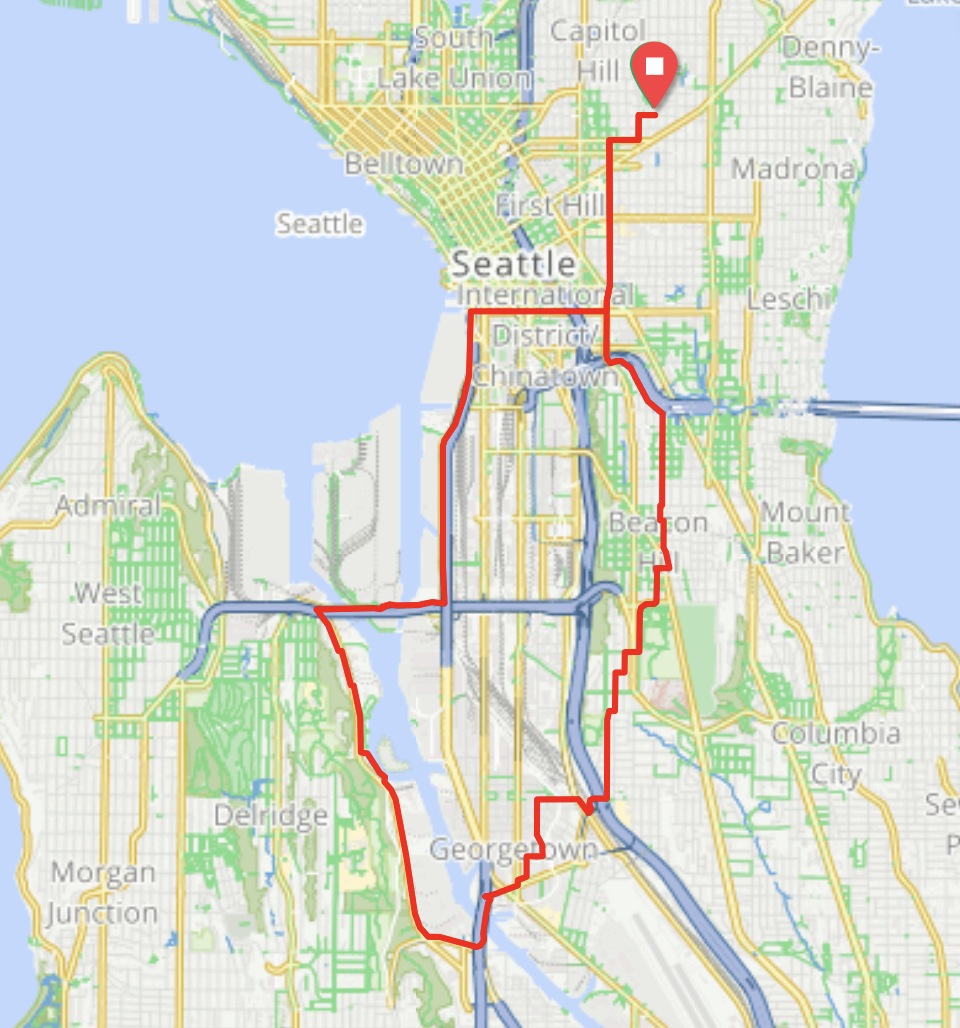 Capitol
Hill
South
Lake Union
Denny-
Blaine
Belltown
Madrona
First Hill
Seattle
Seattle
International
District/
Chinatown
Leschi
Admiral
Beacon
Hill
Mount
Baker
West
Seattle
Columbia
City
Delridge
Georgetown
Morgan
Junction